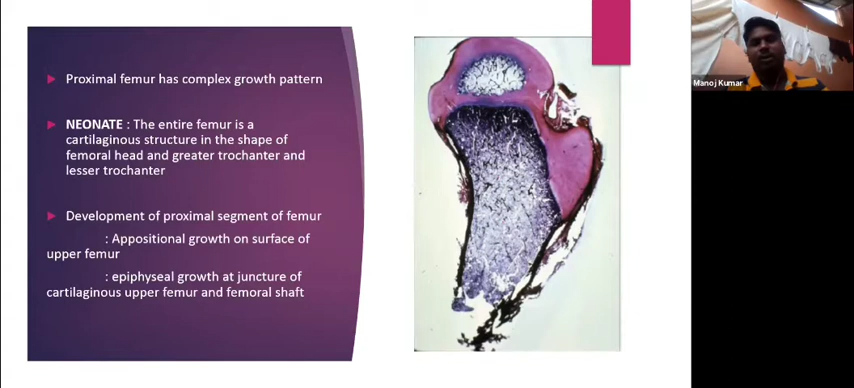 Proximal femur has complex growth pattern
NEONATE : The entire femur is a
cartilaginous structure in the shape of
femoral head and greater trochanter and
lesser trochanter
Development of proximal segment of femur
: Appositional growth on surface of
upper femur
: epiphyseal growth at juncture of
cartilaginous upper femur and femoral shaft
Manoj Kumar